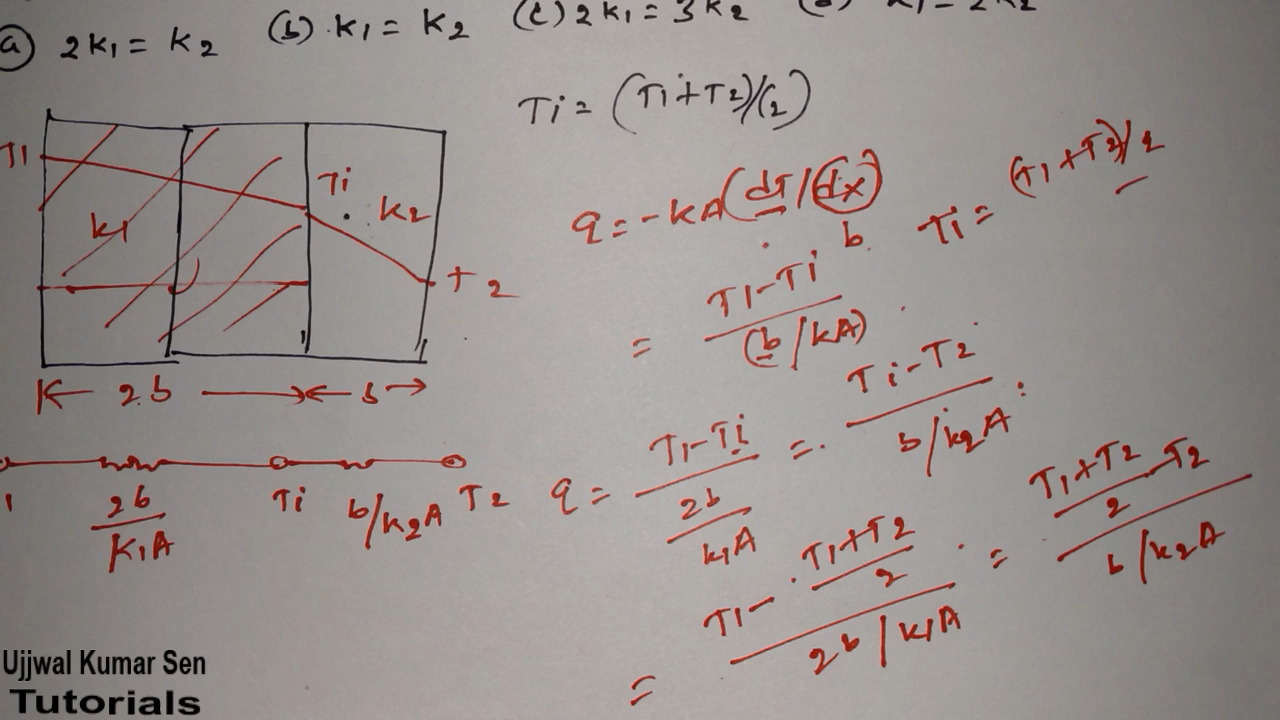 (a) 2K1 = K2 (b) K1 = K2 (c) 2K1 = 3K2
Ti = (T1+T2)/(2)
T1
K1
Ti
K2
T2
q = -KA(dT/dx)
b
Ti = (T1+T2)/2
= T1-Ti
(b/KA)
2b
b
q = T1-Ti = Ti-T2
2b b/K2A
K1A
Ti T2
2b b/K2A
K1A
= T1- T1+T2 = T1+T2 -T2
2 2
2b/K1A b/K2A
Ujjwal Kumar Sen
Tutorials